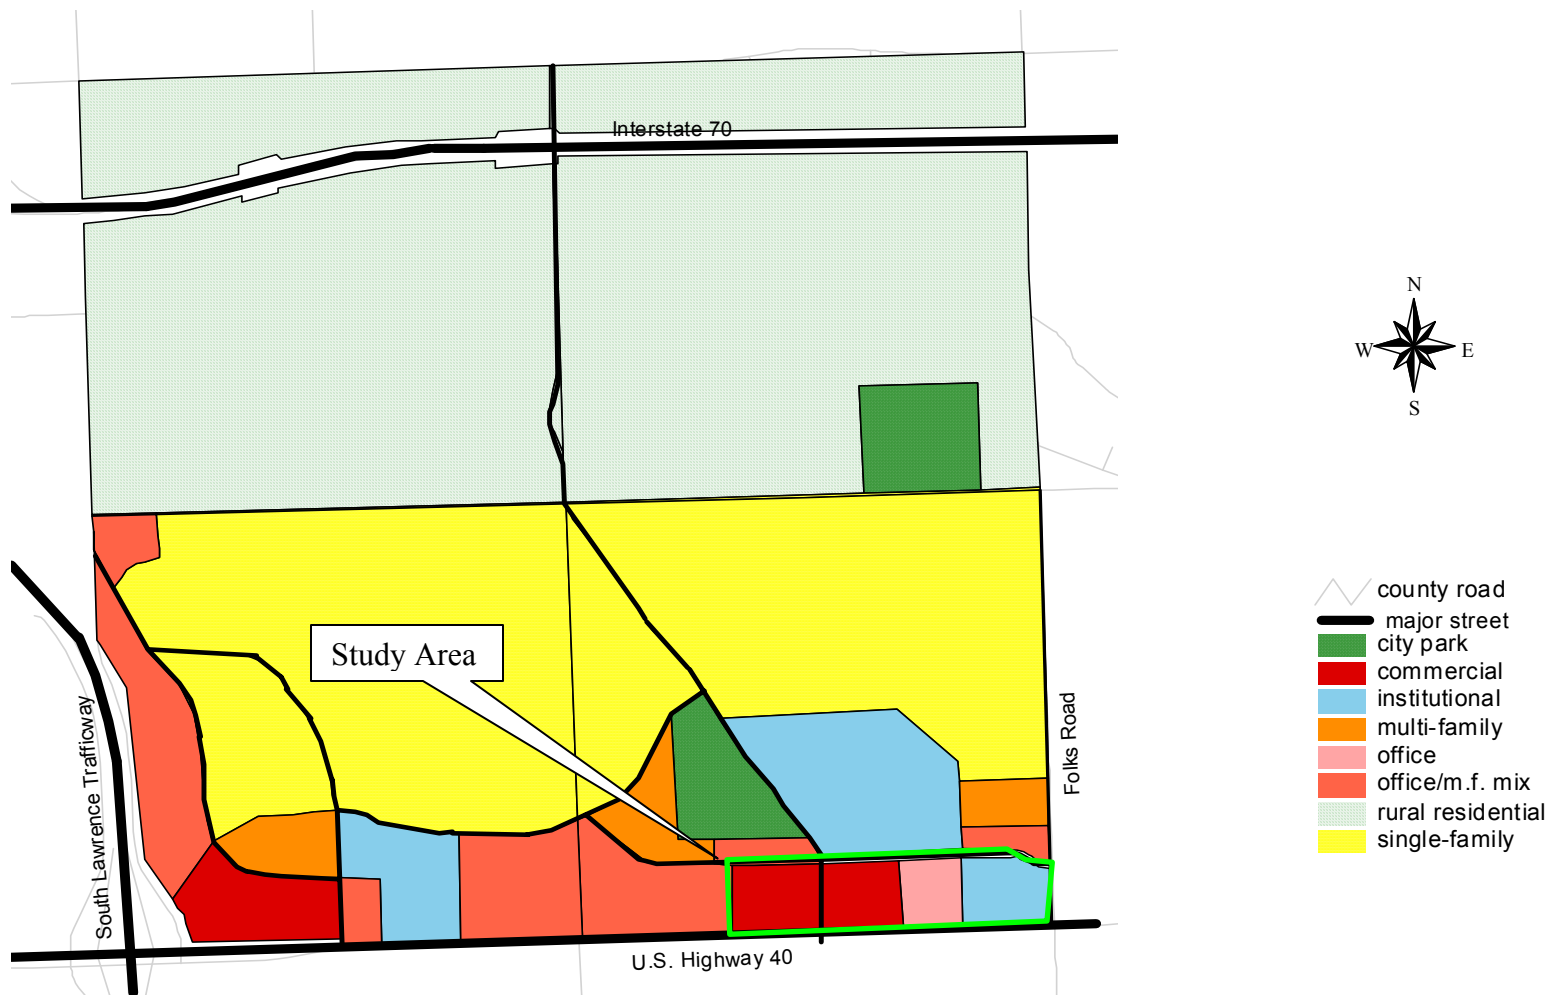 Interstate 70
N
W
E
S
Study Area
South Lawrence Trafficway
Folks Road
U.S. Highway 40
county road
major street
city park
commercial
institutional
multi-family
office
office/m.f. mix
rural residential
single-family